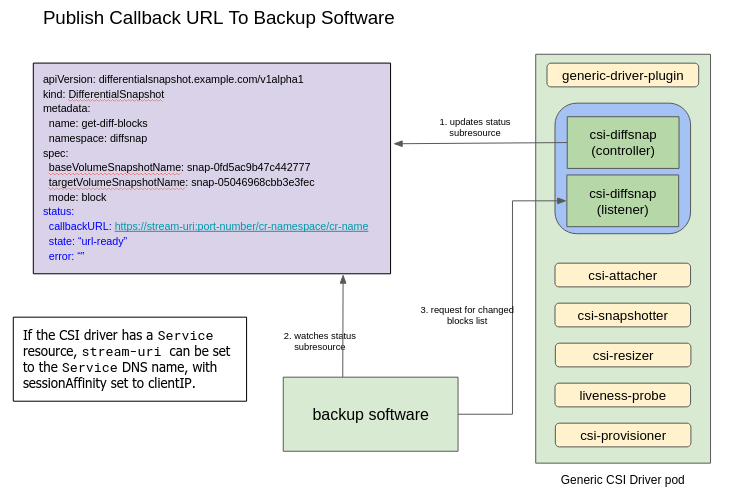 Publish Callback URL To Backup Software
apiVersion: differentialsnapshot.example.com/v1alpha1
kind: DifferentialSnapshot
metadata:
name: get-diff-blocks
namespace: diffsnap
spec:
baseVolumeSnapshotName: snap-0fd5ac9b47c442777
targetVolumeSnapshotName: snap-05046968cbb3e3fec
mode: block
status:
callbackURL: https://stream-uri:port-number/cr-namespace/cr-name
state: “url-ready”
error: “”
1. updates status
subresource
generic-driver-plugin
csi-diffsnap
(controller)
csi-diffsnap
(listener)
csi-attacher
csi-snapshotter
csi-resizer
liveness-probe
csi-provisioner
Generic CSI Driver pod
3. request for changed
blocks list
2. watches status
subresource
backup software
If the CSI driver has a Service
resource, stream-uri can be set
to the Service DNS name, with
sessionAffinity set to clientIP.